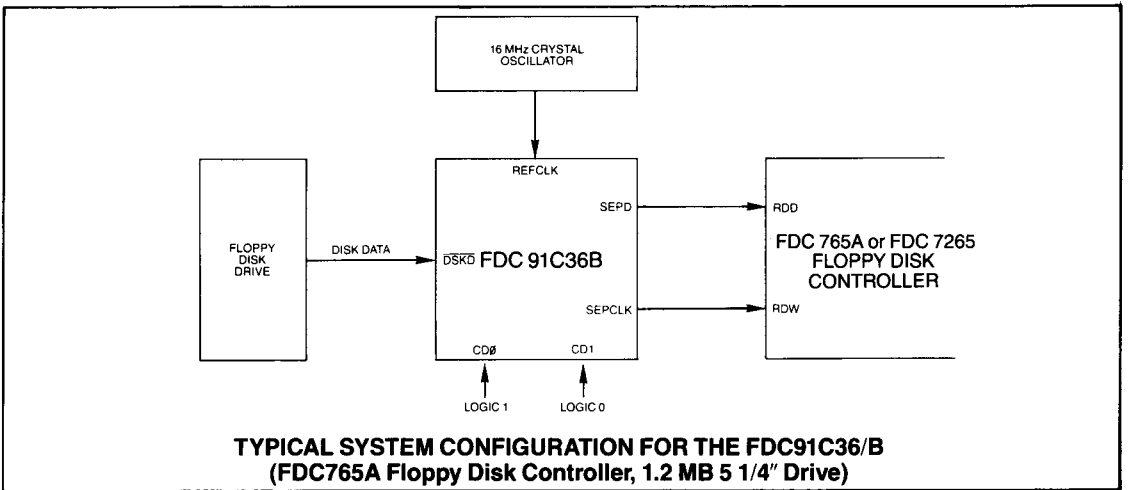 16 MHz CRYSTAL
OSCILLATOR
REFCLK
SEPD
RDD
FLOPPY
DISK
DRIVE
DISK DATA
DSKD FDC 91C36B
FDC 765A or FDC 7265
FLOPPY DISK
CONTROLLER
SEPCLK
RDW
CDØ
CD1
LOGIC 1
LOGIC 0
TYPICAL SYSTEM CONFIGURATION FOR THE FDC91C36/B
(FDC765A Floppy Disk Controller, 1.2 MB 5 1/4″ Drive)